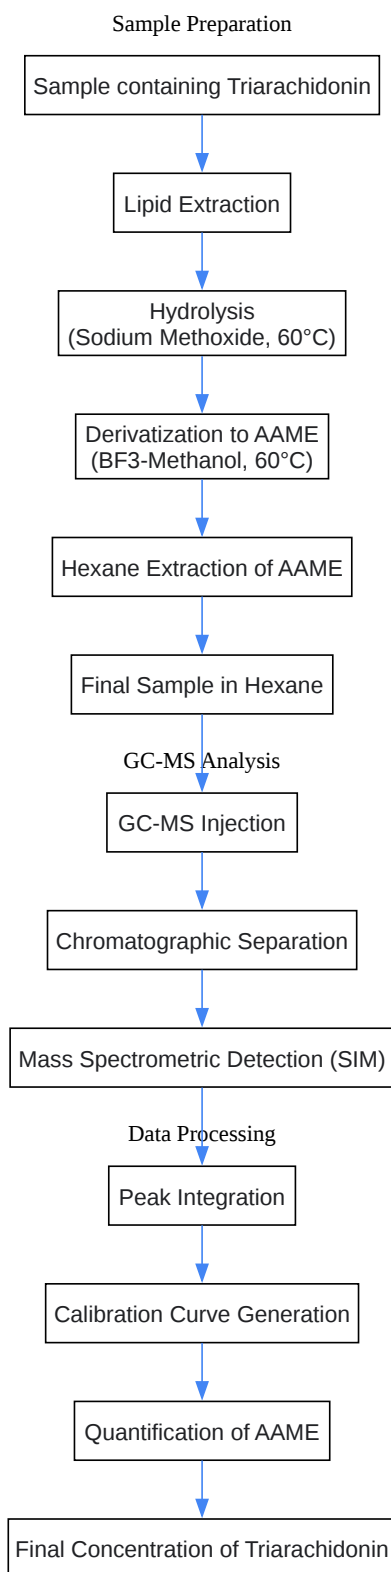 Sample Preparation
Sample containing Triarachidonin
Lipid Extraction
Hydrolysis
(Sodium Methoxide, 60°C)
Derivatization to AAME
(BF3-Methanol, 60°C)
Hexane Extraction of AAME
Final Sample in Hexane
GC-MS Analysis
GC-MS Injection
Chromatographic Separation
Mass Spectrometric Detection (SIM)
Data Processing
Peak Integration
Calibration Curve Generation
Quantification of AAME
Final Concentration of Triarachidonin